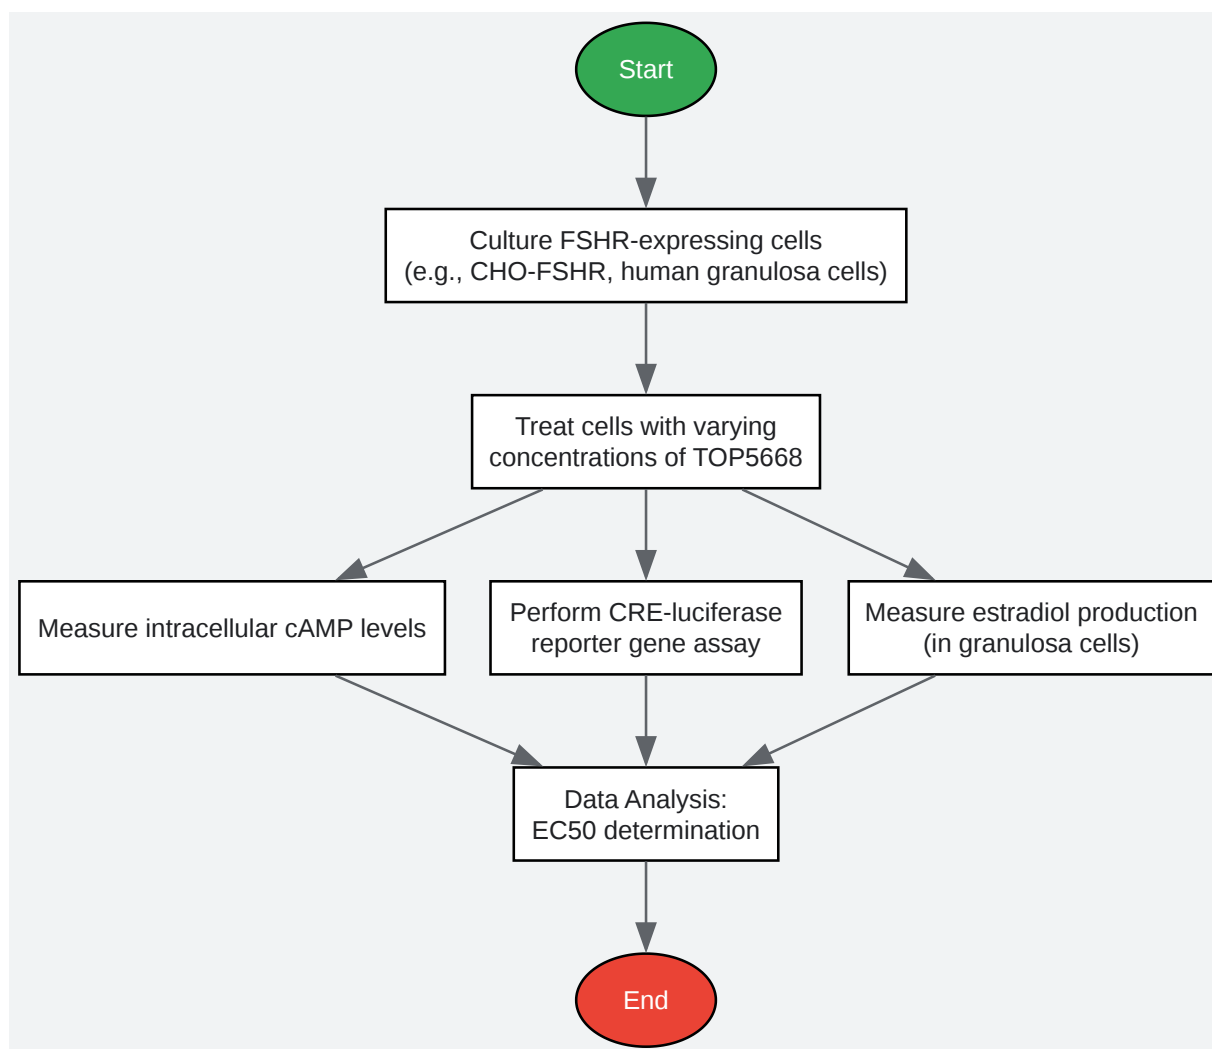 Start
Culture FSHR-expressing cells
(e.g., CHO-FSHR, human granulosa cells)
Treat cells with varying
concentrations of TOP5668
Measure intracellular cAMP levels
Perform CRE-luciferase
reporter gene assay
Measure estradiol production
(in granulosa cells)
Data Analysis:
EC50 determination
End